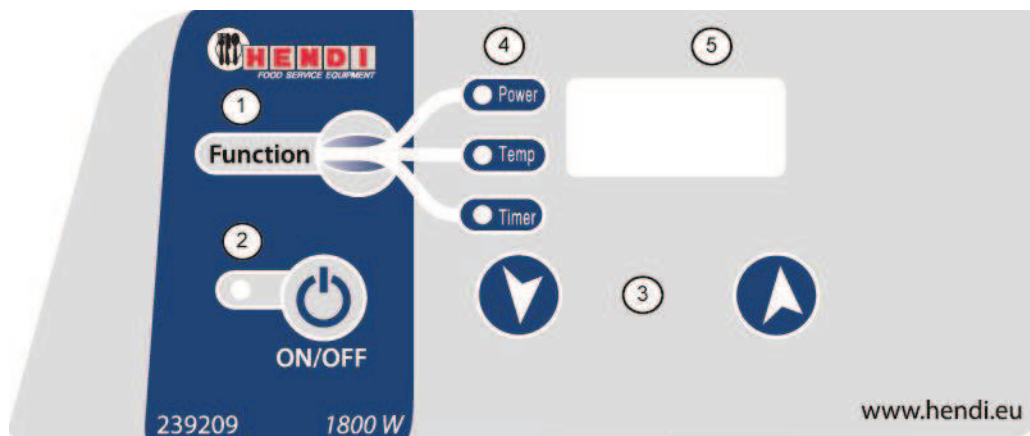 HENDI
FOOD SERVICE EQUIPMENT
4
5
1
Power
Function
Temp
Timer
2
3
ON/OFF
239209
1800 W
www.hendi.eu